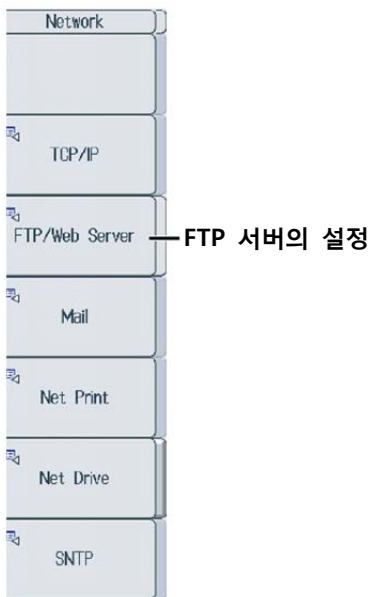 Network
TCP/IP
FTP/Web Server
FTP 서버의 설정
Mail
Net Print
Net Drive
SNTP